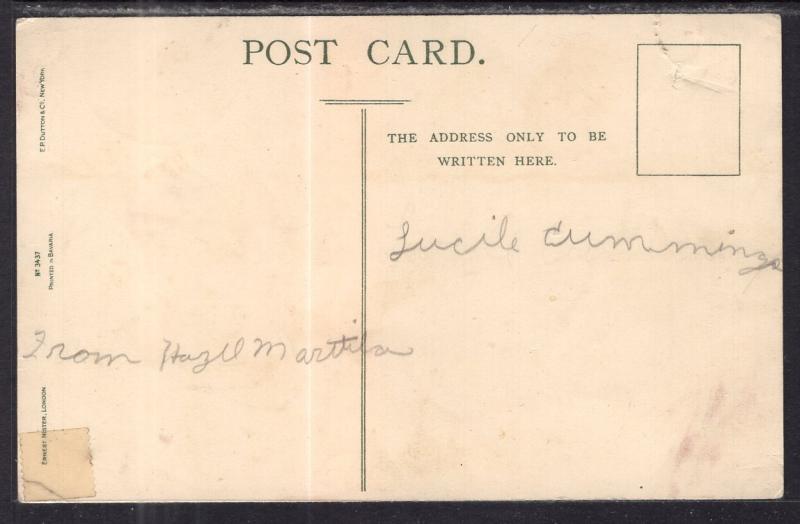 POST CARD.
THE ADDRESS ONLY TO BE
WRITTEN HERE.
Lucile Cummings
From Hazel
E.P. DUTTON & Co., NEW YORK.
No 3437
PRINTED IN BAVARIA
ERNEST NISTER, LONDON